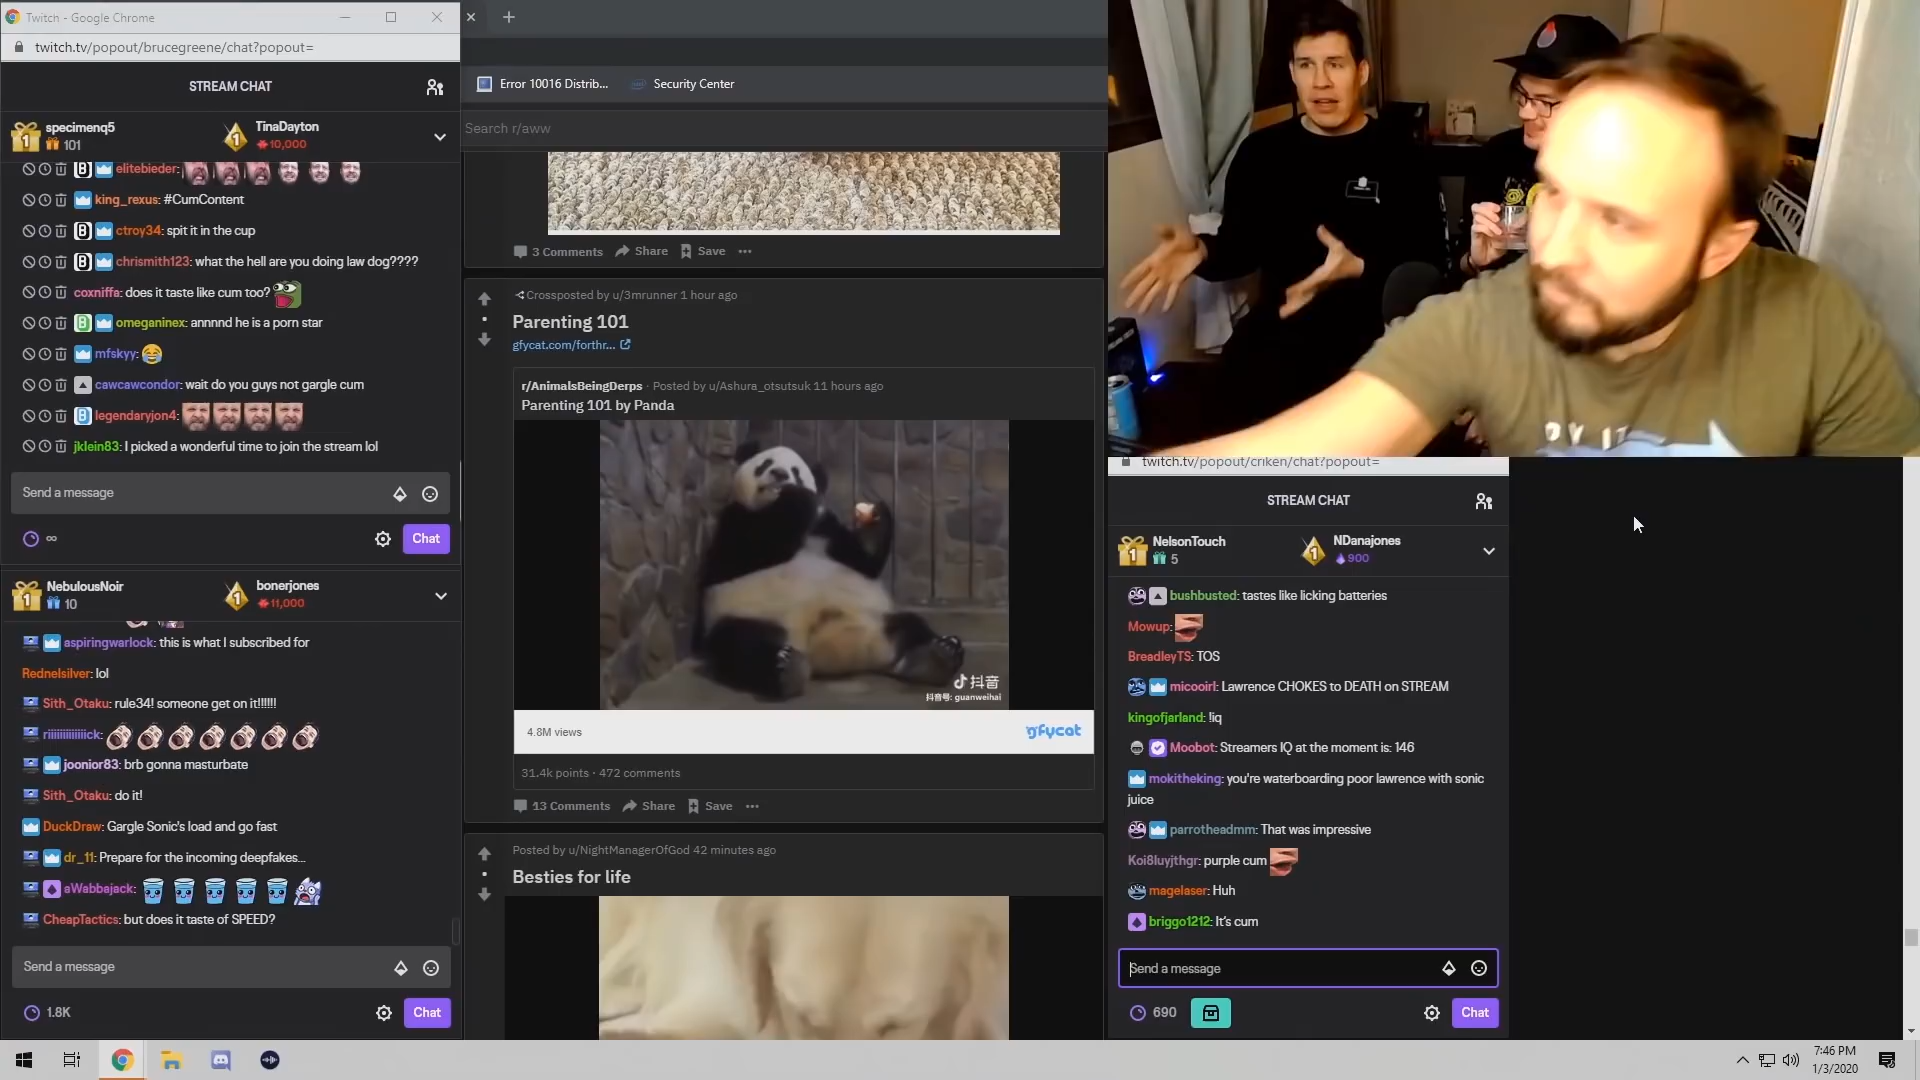 Twitch - Google Chrome
twitch.tv/popout/brucegreene/chat?popout=
STREAM CHAT
specimenq5
101
TinaDayton
10,000
elitebieder:
king_rexus: #CumContent
ctroy34: spit it in the cup
chrismith123: what the hell are you doing law dog????
coxniffa: does it taste like cum too?
omeganinex: annnnd he is a porn star
mfskyy:
cawcawcondor: wait do you guys not gargle cum
legendaryjon4:
jklein83: I picked a wonderful time to join the stream lol
Send a message
∞
Chat
NebulousNoir
10
bonerjones
11,000
aspiringwarlock: this is what I subscribed for
Rednelsilver: lol
Sith_Otaku: rule34! someone get on it!!!!!!
joonior83: brb gonna masturbate
Sith_Otaku: do it!
DuckDraw: Gargle Sonic's load and go fast
dr_11: Prepare for the incoming deepfakes...
aWabbajack:
CheapTactics: but does it taste of SPEED?
Send a message
1.8K
Chat
Error 10016 Distrib...
Security Center
Search r/aww
3 Comments
Share
Save
Crossposted by u/3mrunner 1 hour ago
Parenting 101
gfycat.com/forthr...
r/AnimalsBeingDerps · Posted by u/Ashura_otsutsuk 11 hours ago
Parenting 101 by Panda
抖音
抖音号: guanweihai
4.8M views
gfycat
31.4k points · 472 comments
13 Comments
Share
Save
Posted by u/NightManagerOfGod 42 minutes ago
Besties for life
twitch.tv/popout/criken/chat?popout=
STREAM CHAT
NelsonTouch
5
NDanajones
900
bushbusted: tastes like licking batteries
Mowup:
BreadleyTS: TOS
micooirl: Lawrence CHOKES to DEATH on STREAM
kingofjarland: !iq
Moobot: Streamers IQ at the moment is: 146
mokitheking: you're waterboarding poor lawrence with sonic
juice
parrotheadmm: That was impressive
Koi8luyjthgr: purple cum
magelaser: Huh
briggo1212: It's cum
Send a message
690
Chat
7:46 PM
1/3/2020